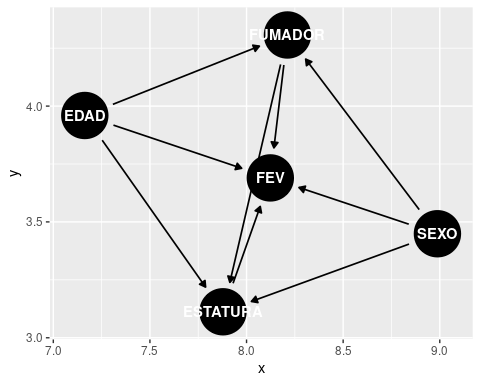 FUMADOR
4.0
EDAD
y
FEV
3.5
SEXO
ESTATURA
3.0
7.0 7.5 8.0 8.5 9.0
x